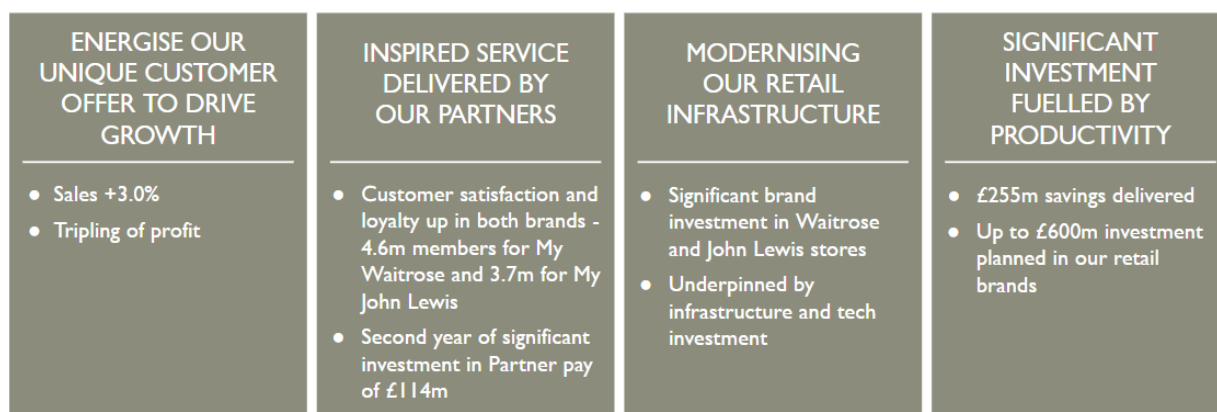 ENERGISE OUR
UNIQUE CUSTOMER
OFFER TO DRIVE
GROWTH
● Sales +3.0%
● Tripling of profit
INSPIRED SERVICE
DELIVERED BY
OUR PARTNERS
● Customer satisfaction and
loyalty up in both brands -
4.6m members for My
Waitrose and 3.7m for My
John Lewis
● Second year of significant
investment in Partner pay
of £114m
MODERNISING
OUR RETAIL
INFRASTRUCTURE
● Significant brand
investment in Waitrose
and John Lewis stores
● Underpinned by
infrastructure and tech
investment
SIGNIFICANT
INVESTMENT
FUELLED BY
PRODUCTIVITY
● £255m savings delivered
● Up to £600m investment
planned in our retail
brands